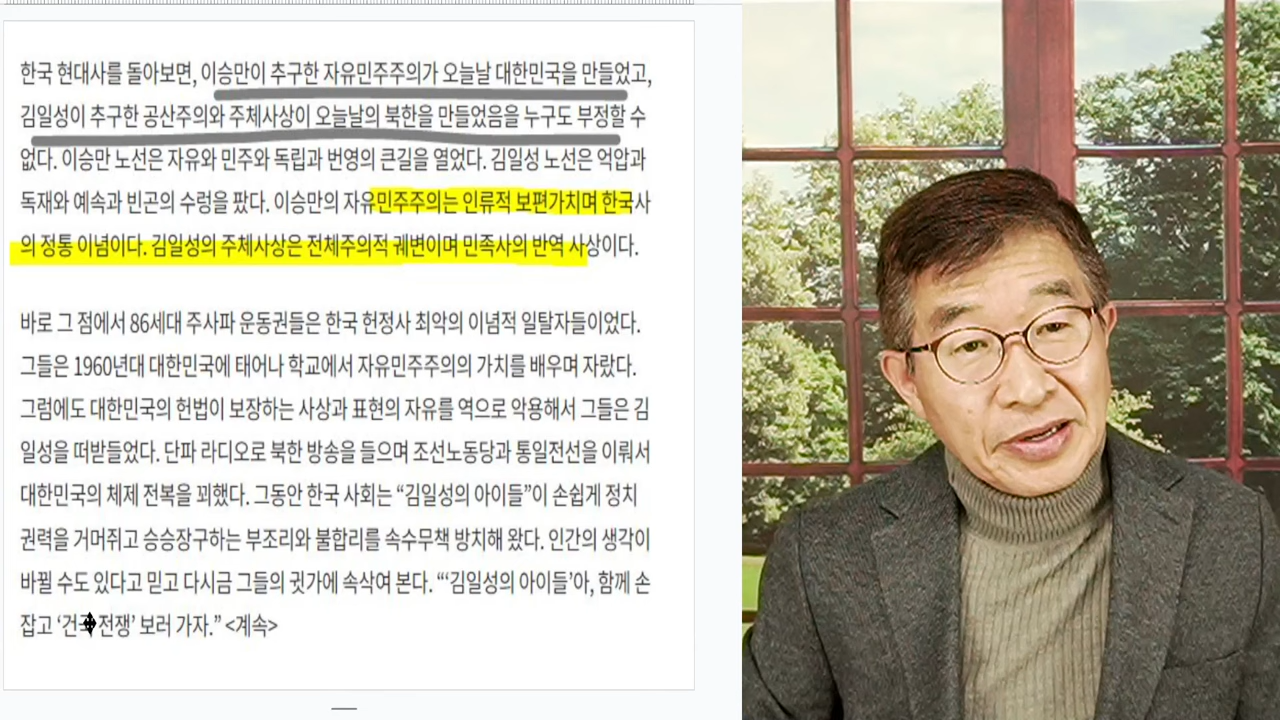 한국 현대사를 돌아보면, 이승만이 추구한 자유민주주의가 오늘날 대한민국을 만들었고,
김일성이 추구한 공산주의와 주체사상이 오늘날의 북한을 만들었음을 누구도 부정할 수
없다. 이승만 노선은 자유와 민주와 독립과 번영의 큰길을 열었다. 김일성 노선은 억압과
독재와 예속과 빈곤의 수렁을 팠다. 이승만의 자유민주주의는 인류적 보편가치며 한국사
의 정통 이념이다. 김일성의 주체사상은 전체주의적 궤변이며 민족사의 반역 사상이다.
바로 그 점에서 86세대 주사파 운동권들은 한국 헌정사 최악의 이념적 일탈자들이었다.
그들은 1960년대 대한민국에 태어나 학교에서 자유민주주의의 가치를 배우며 자랐다.
그럼에도 대한민국의 헌법이 보장하는 사상과 표현의 자유를 역으로 악용해서 그들은 김
일성을 떠받들었다. 단파 라디오로 북한 방송을 들으며 조선노동당과 통일전선을 이뤄서
대한민국의 체제 전복을 꾀했다. 그동안 한국 사회는 “김일성의 아이들”이 손쉽게 정치
권력을 거머쥐고 승승장구하는 부조리와 불합리를 속수무책 방치해 왔다. 인간의 생각이
바뀔 수도 있다고 믿고 다시금 그들의 귓가에 속삭여 본다. “‘김일성의 아이들’아, 함께 손
잡고 ‘건국 전쟁’ 보러 가자.” <계속>